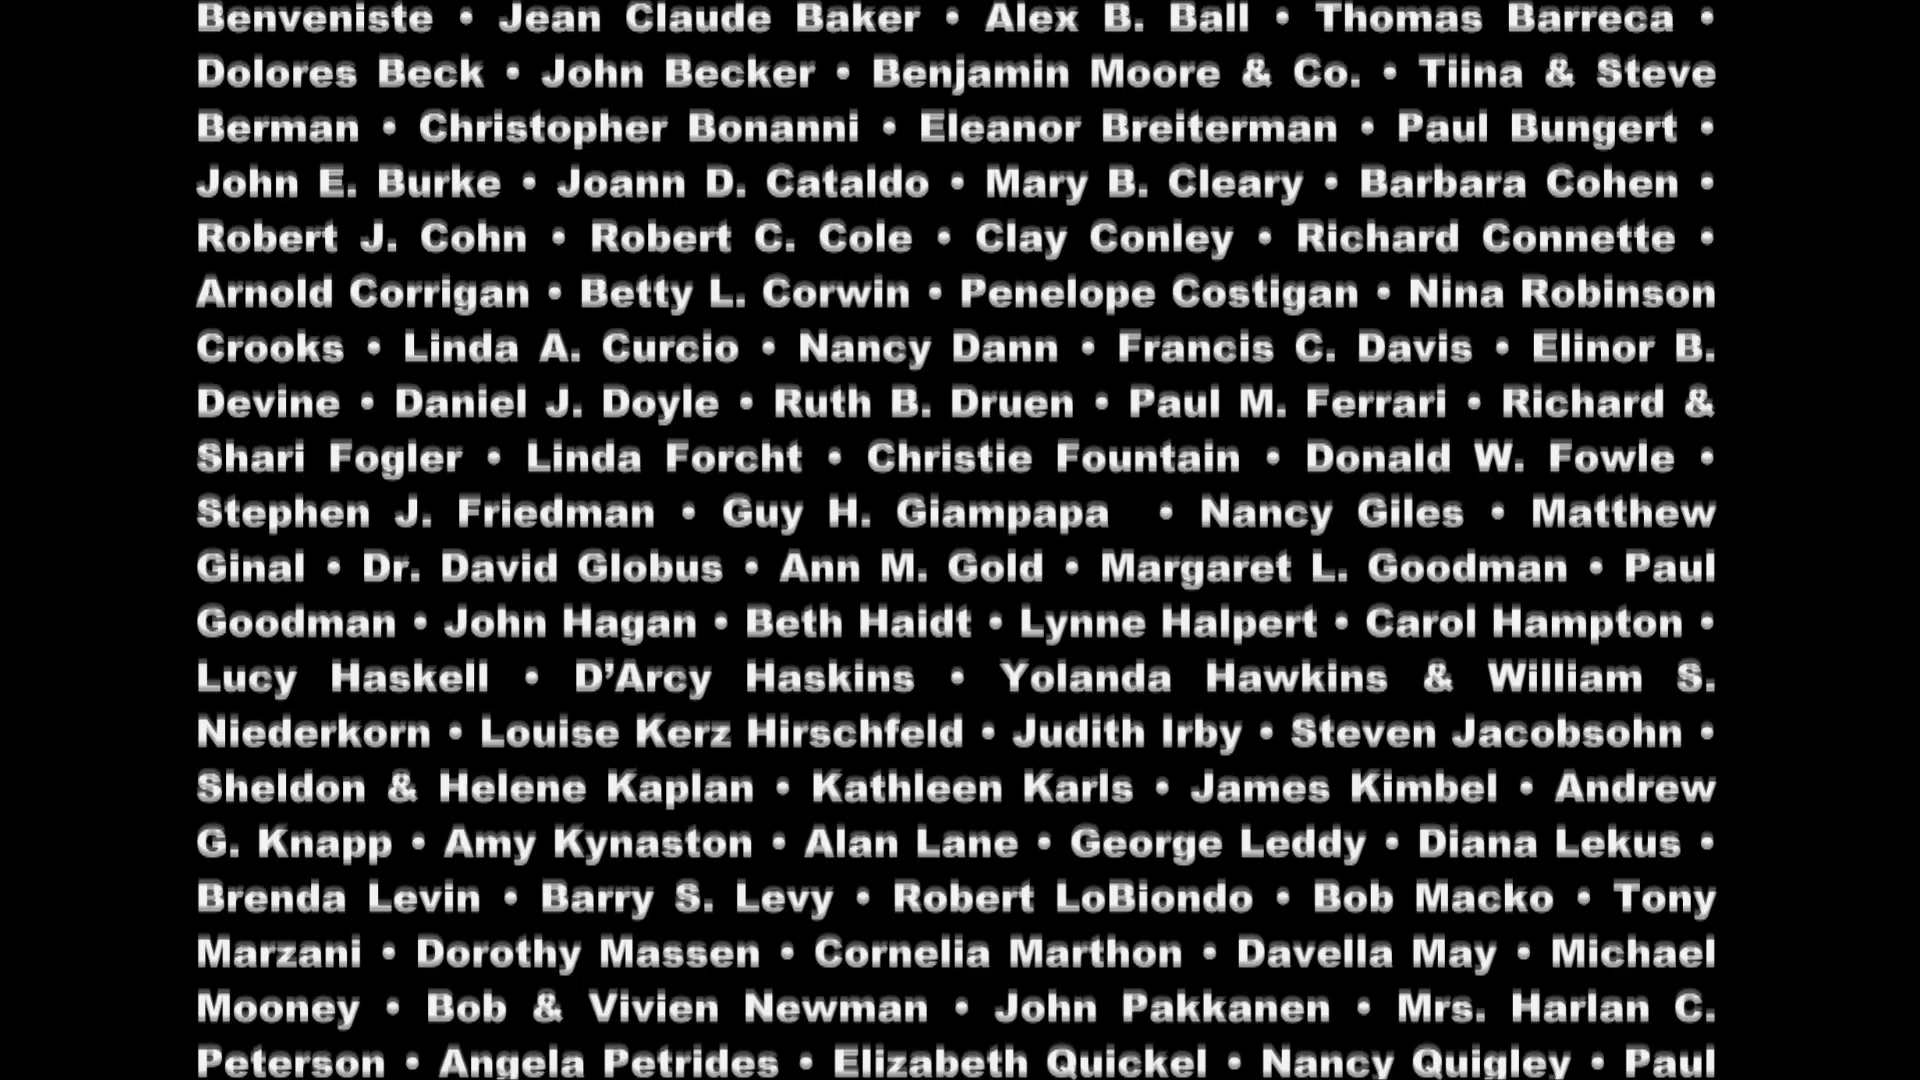 Benveniste • Jean Claude Baker • Alex B. Ball • Thomas Barreca •
Dolores Beck • John Becker • Benjamin Moore & Co. • Tiina & Steve
Berman • Christopher Bonanni • Eleanor Breiterman • Paul Bungert •
John E. Burke • Joann D. Cataldo • Mary B. Cleary • Barbara Cohen •
Robert J. Cohn • Robert C. Cole • Clay Conley • Richard Connette •
Arnold Corrigan • Betty L. Corwin • Penelope Costigan • Nina Robinson
Crooks • Linda A. Curcio • Nancy Dann • Francis C. Davis • Elinor B.
Devine • Daniel J. Doyle • Ruth B. Druen • Paul M. Ferrari • Richard &
Shari Fogler • Linda Forcht • Christie Fountain • Donald W. Fowle •
Stephen J. Friedman • Guy H. Giampapa • Nancy Giles • Matthew
Ginal • Dr. David Globus • Ann M. Gold • Margaret L. Goodman • Paul
Goodman • John Hagan • Beth Haidt • Lynne Halpert • Carol Hampton •
Lucy Haskell • D’Arcy Haskins • Yolanda Hawkins & William S.
Niederkorn • Louise Kerz Hirschfeld • Judith Irby • Steven Jacobsohn •
Sheldon & Helene Kaplan • Kathleen Karls • James Kimbel • Andrew
G. Knapp • Amy Kynaston • Alan Lane • George Leddy • Diana Lekus •
Brenda Levin • Barry S. Levy • Robert LoBiondo • Bob Macko • Tony
Marzani • Dorothy Massen • Cornelia Marthon • Davella May • Michael
Mooney • Bob & Vivien Newman • John Pakkanen • Mrs. Harlan C.
Peterson • Angela Petrides • Elizabeth Quickel • Nancy Quigley • Paul